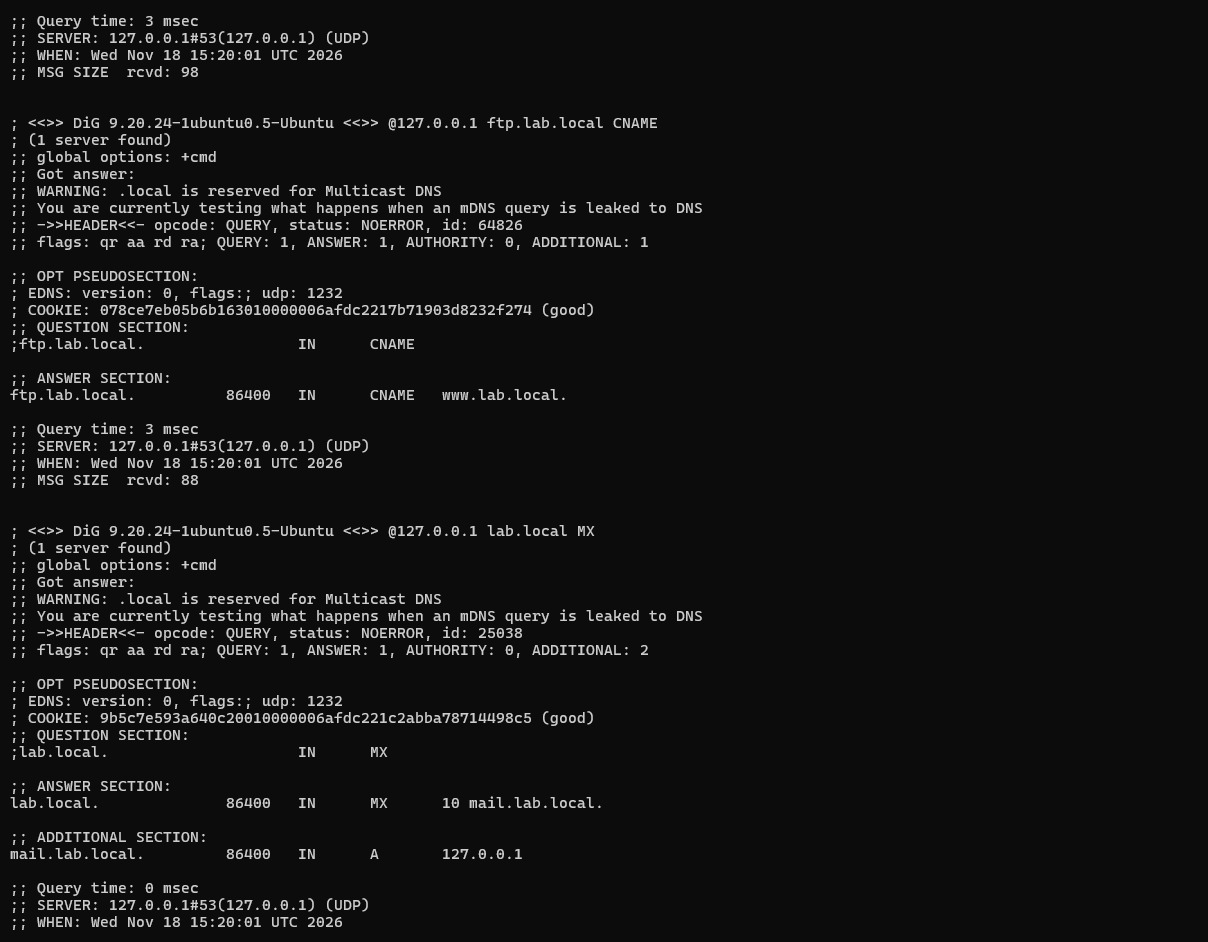 ;; Query time: 3 msec
;; SERVER: 127.0.0.1#53(127.0.0.1) (UDP)
;; WHEN: Wed Nov 18 15:20:01 UTC 2026
;; MSG SIZE  rcvd: 98

; <<>> DiG 9.20.24-1ubuntu0.5-Ubuntu <<>> @127.0.0.1 ftp.lab.local CNAME
; (1 server found)
;; global options: +cmd
;; Got answer:
;; WARNING: .local is reserved for Multicast DNS
;; You are currently testing what happens when an mDNS query is leaked to DNS
;; ->>HEADER<<- opcode: QUERY, status: NOERROR, id: 64826
;; flags: qr aa rd ra; QUERY: 1, ANSWER: 1, AUTHORITY: 0, ADDITIONAL: 1

;; OPT PSEUDOSECTION:
; EDNS: version: 0, flags:; udp: 1232
; COOKIE: 078ce7eb05b6b163010000006afdc2217b71903d8232f274 (good)
;; QUESTION SECTION:
;ftp.lab.local.                 IN      CNAME

;; ANSWER SECTION:
ftp.lab.local.          86400   IN      CNAME   www.lab.local.

;; Query time: 3 msec
;; SERVER: 127.0.0.1#53(127.0.0.1) (UDP)
;; WHEN: Wed Nov 18 15:20:01 UTC 2026
;; MSG SIZE  rcvd: 88

; <<>> DiG 9.20.24-1ubuntu0.5-Ubuntu <<>> @127.0.0.1 lab.local MX
; (1 server found)
;; global options: +cmd
;; Got answer:
;; WARNING: .local is reserved for Multicast DNS
;; You are currently testing what happens when an mDNS query is leaked to DNS
;; ->>HEADER<<- opcode: QUERY, status: NOERROR, id: 25038
;; flags: qr aa rd ra; QUERY: 1, ANSWER: 1, AUTHORITY: 0, ADDITIONAL: 2

;; OPT PSEUDOSECTION:
; EDNS: version: 0, flags:; udp: 1232
; COOKIE: 9b5c7e593a640c20010000006afdc221c2abba78714498c5 (good)
;; QUESTION SECTION:
;lab.local.                     IN      MX

;; ANSWER SECTION:
lab.local.              86400   IN      MX      10 mail.lab.local.

;; ADDITIONAL SECTION:
mail.lab.local.         86400   IN      A       127.0.0.1

;; Query time: 0 msec
;; SERVER: 127.0.0.1#53(127.0.0.1) (UDP)
;; WHEN: Wed Nov 18 15:20:01 UTC 2026